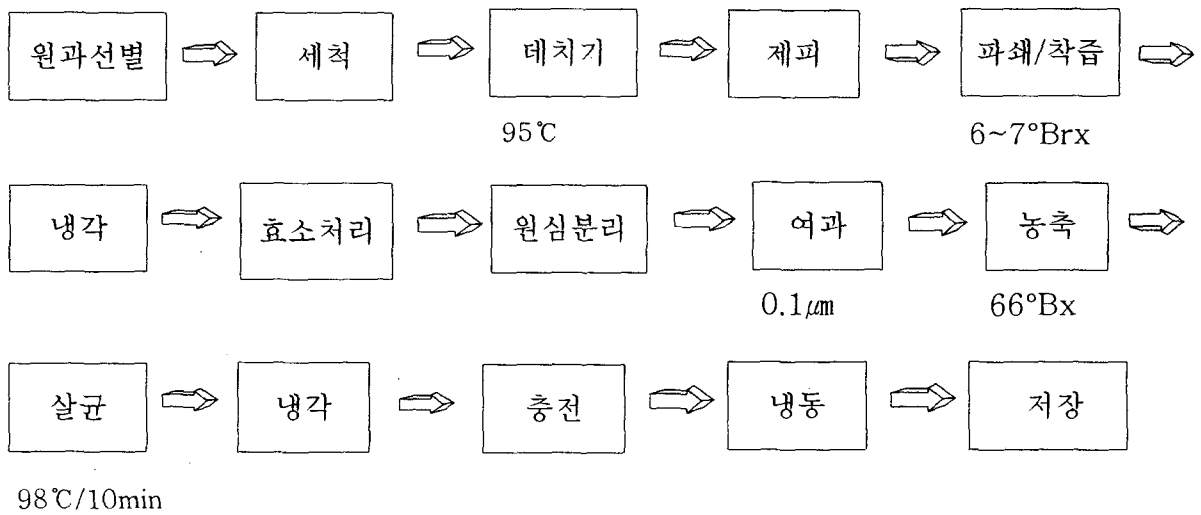 원과선별 세척 데치기 제피 파쇄/착즙
95℃ 6~7°Brx
냉각 효소처리 원심분리 여과 농축
0.1㎛ 66°Bx
살균 냉각 충전 냉동 저장
98℃/10min